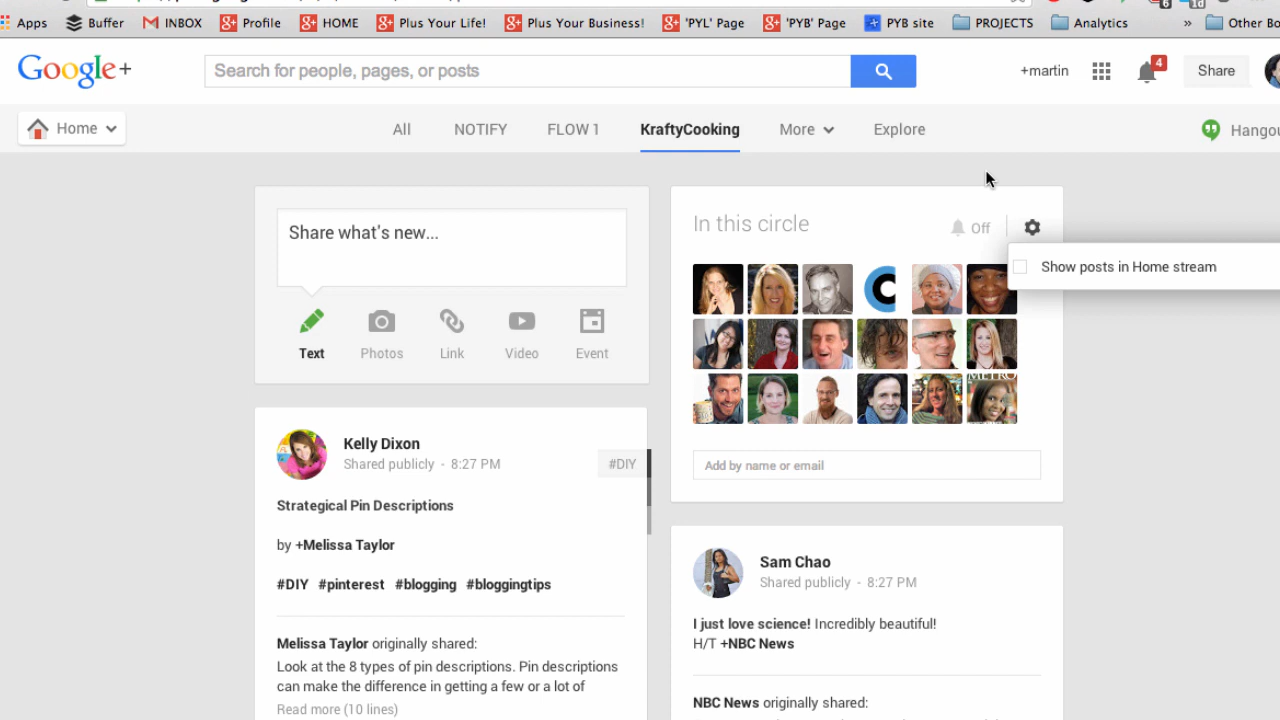 Apps Buffer INBOX Profile HOME Plus Your Life! Plus Your Business! 'PYL' Page 'PYB' Page PYB site PROJECTS Analytics » Other Bo
6 1d
Google+
Search for people, pages, or posts
+martin
4
Share
Home
All NOTIFY FLOW 1 KraftyCooking More Explore
Hangou
Share what's new...
Text Photos Link Video Event
In this circle
Off
Show posts in Home stream
METRO
Add by name or email
Kelly Dixon
Shared publicly - 8:27 PM
#DIY
Strategical Pin Descriptions
by +Melissa Taylor
#DIY #pinterest #blogging #bloggingtips
Melissa Taylor originally shared:
Look at the 8 types of pin descriptions. Pin descriptions
can make the difference in getting a few or a lot of
Read more (10 lines)
Sam Chao
Shared publicly - 8:27 PM
I just love science! Incredibly beautiful!
H/T +NBC News
NBC News originally shared: